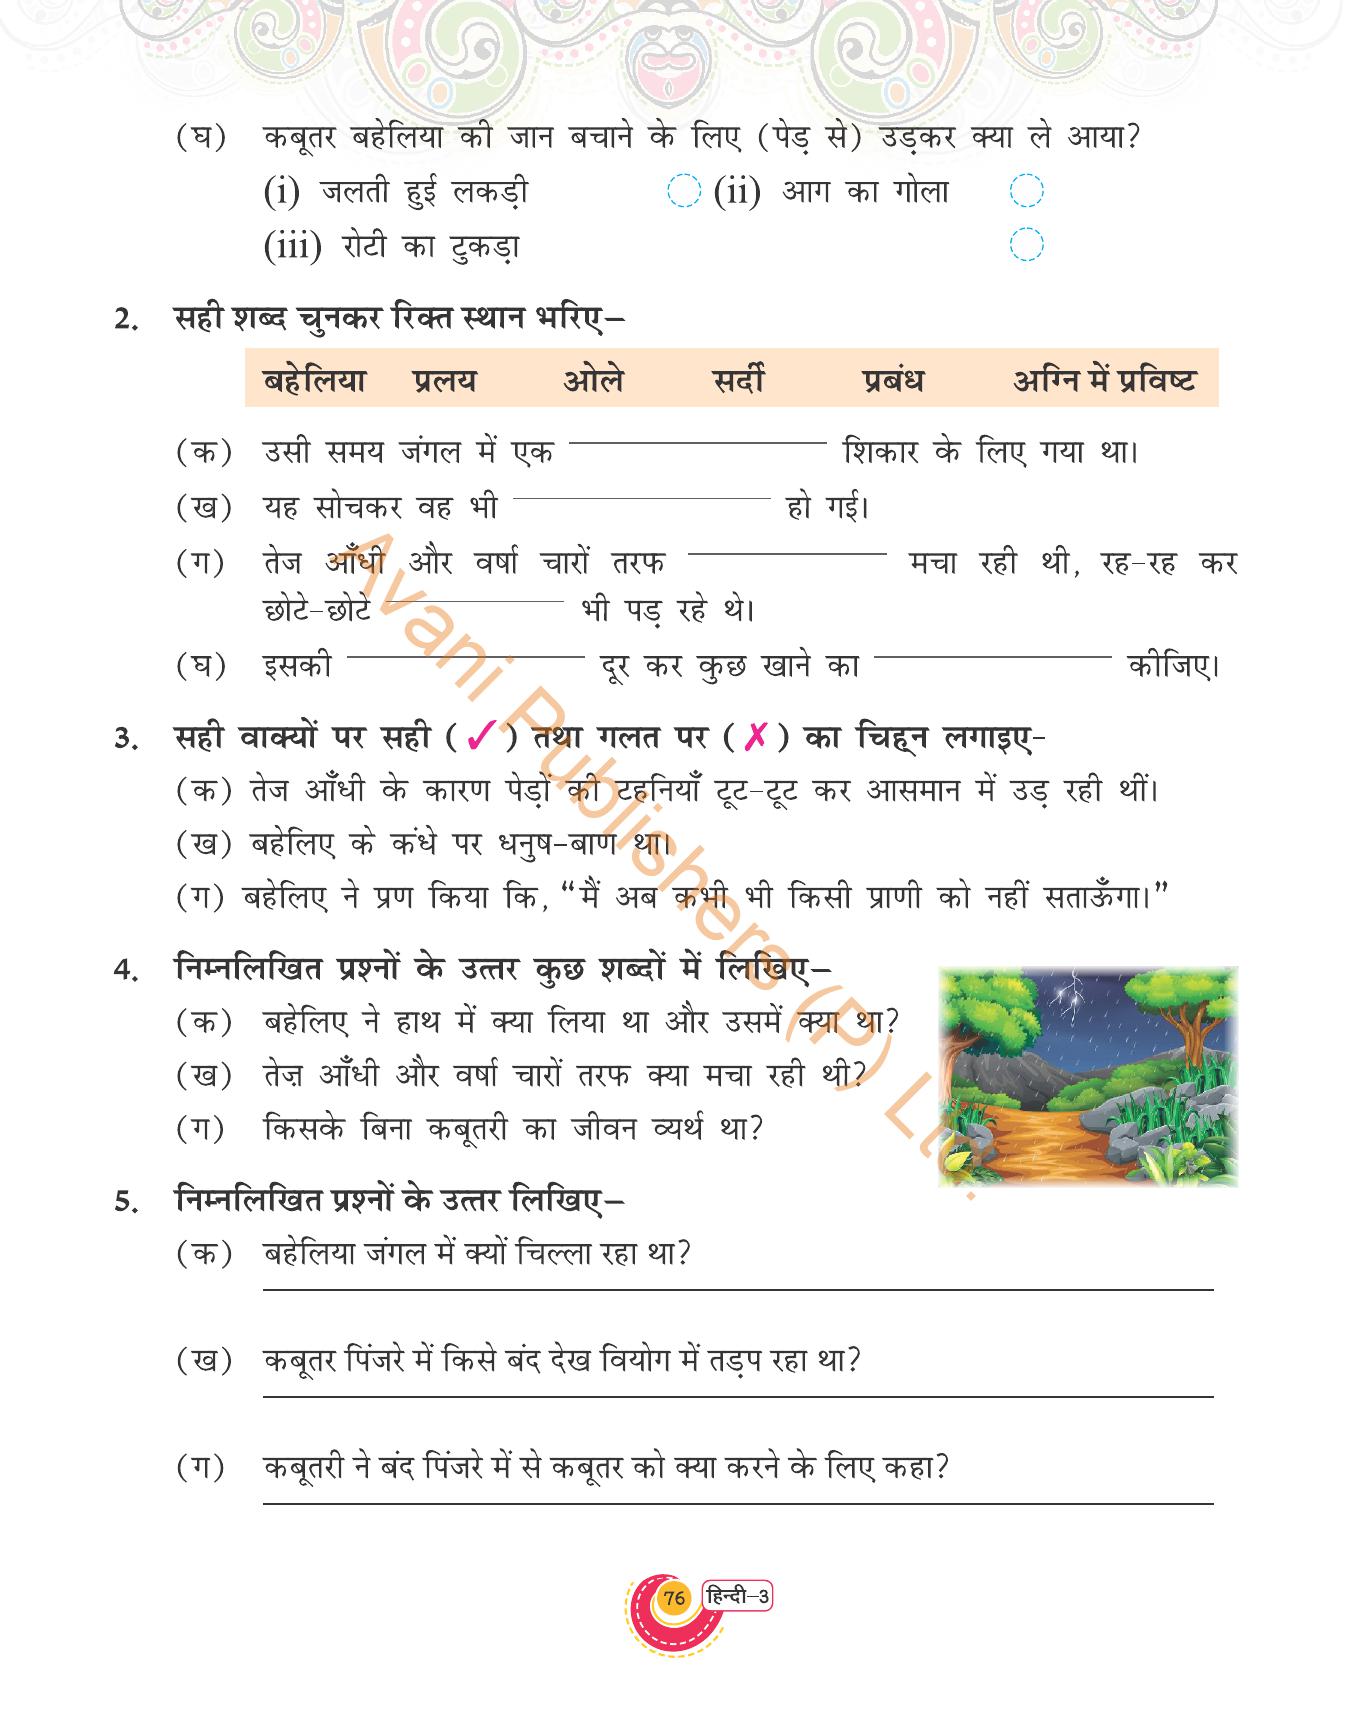 (घ) कबूतर बहेलिया की जान बचाने के लिए (पेड़ से) उड़कर क्या ले आया?
(i) जलती हुई लकड़ी (ii) आग का गोला
(iii) रोटी का टुकड़ा
2. सही शब्द चुनकर रिक्त स्थान भरिए–
बहेलिया प्रलय ओले सर्दी प्रबंध अग्नि में प्रविष्ट
(क) उसी समय जंगल में एक ____________ शिकार के लिए गया था।
(ख) यह सोचकर वह भी ____________ हो गई।
(ग) तेज आँधी और वर्षा चारों तरफ ____________ मचा रही थी, रह-रह कर
छोटे-छोटे ____________ भी पड़ रहे थे।
(घ) इसकी ____________ दूर कर कुछ खाने का ____________ कीजिए।
3. सही वाक्यों पर सही (✓) तथा गलत पर (✗) का चिह्न लगाइए-
(क) तेज आँधी के कारण पेड़ों की टहनियाँ टूट-टूट कर आसमान में उड़ रही थीं।
(ख) बहेलिए के कंधे पर धनुष-बाण था।
(ग) बहेलिए ने प्रण किया कि, “मैं अब कभी भी किसी प्राणी को नहीं सताऊँगा।”
4. निम्नलिखित प्रश्नों के उत्तर कुछ शब्दों में लिखिए–
(क) बहेलिए ने हाथ में क्या लिया था और उसमें क्या था?
(ख) तेज़ आँधी और वर्षा चारों तरफ क्या मचा रही थी?
(ग) किसके बिना कबूतरी का जीवन व्यर्थ था?
5. निम्नलिखित प्रश्नों के उत्तर लिखिए–
(क) बहेलिया जंगल में क्यों चिल्ला रहा था?
(ख) कबूतर पिंजरे में किसे बंद देख वियोग में तड़प रहा था?
(ग) कबूतरी ने बंद पिंजरे में से कबूतर को क्या करने के लिए कहा?
76 हिन्दी–3
Avani Publishers (P) Ltd.